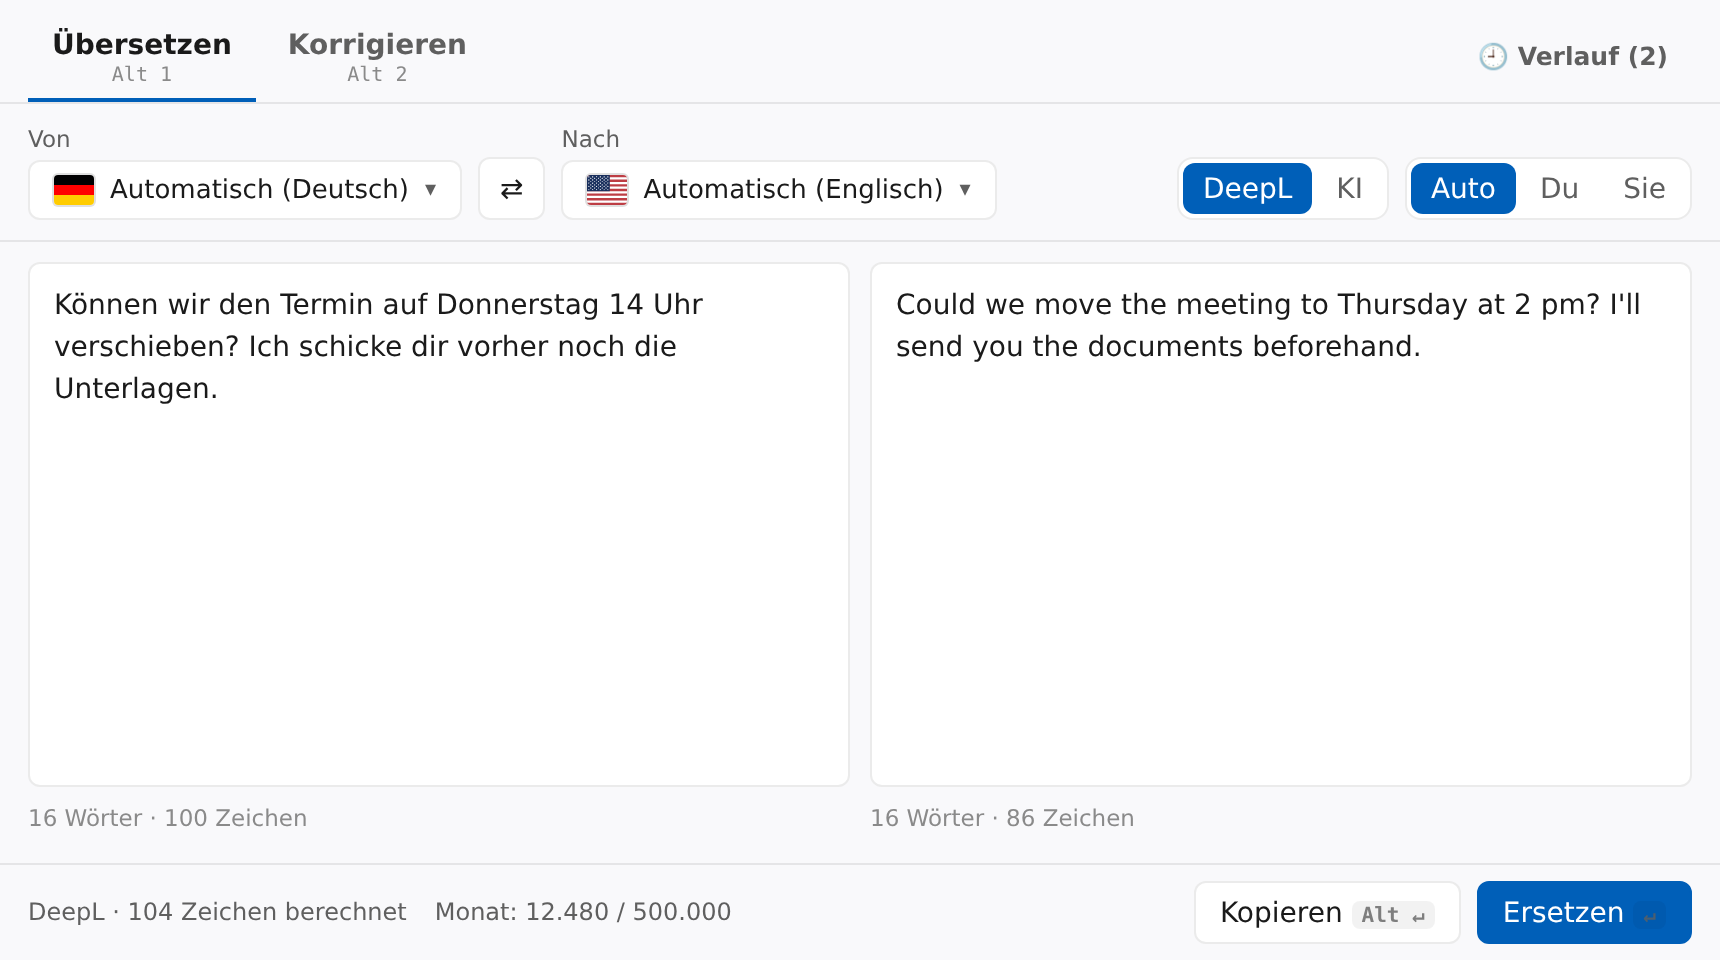 Übersetzen
Alt 1
Korrigieren
Alt 2
Verlauf (2)
Von
Automatisch (Deutsch) ▼
⇄
Nach
Automatisch (Englisch) ▼
DeepL KI
Auto Du Sie
Können wir den Termin auf Donnerstag 14 Uhr
verschieben? Ich schicke dir vorher noch die
Unterlagen.
16 Wörter · 100 Zeichen
Could we move the meeting to Thursday at 2 pm? I'll
send you the documents beforehand.
16 Wörter · 86 Zeichen
DeepL · 104 Zeichen berechnet
Monat: 12.480 / 500.000
Kopieren Alt ↵
Ersetzen ↵